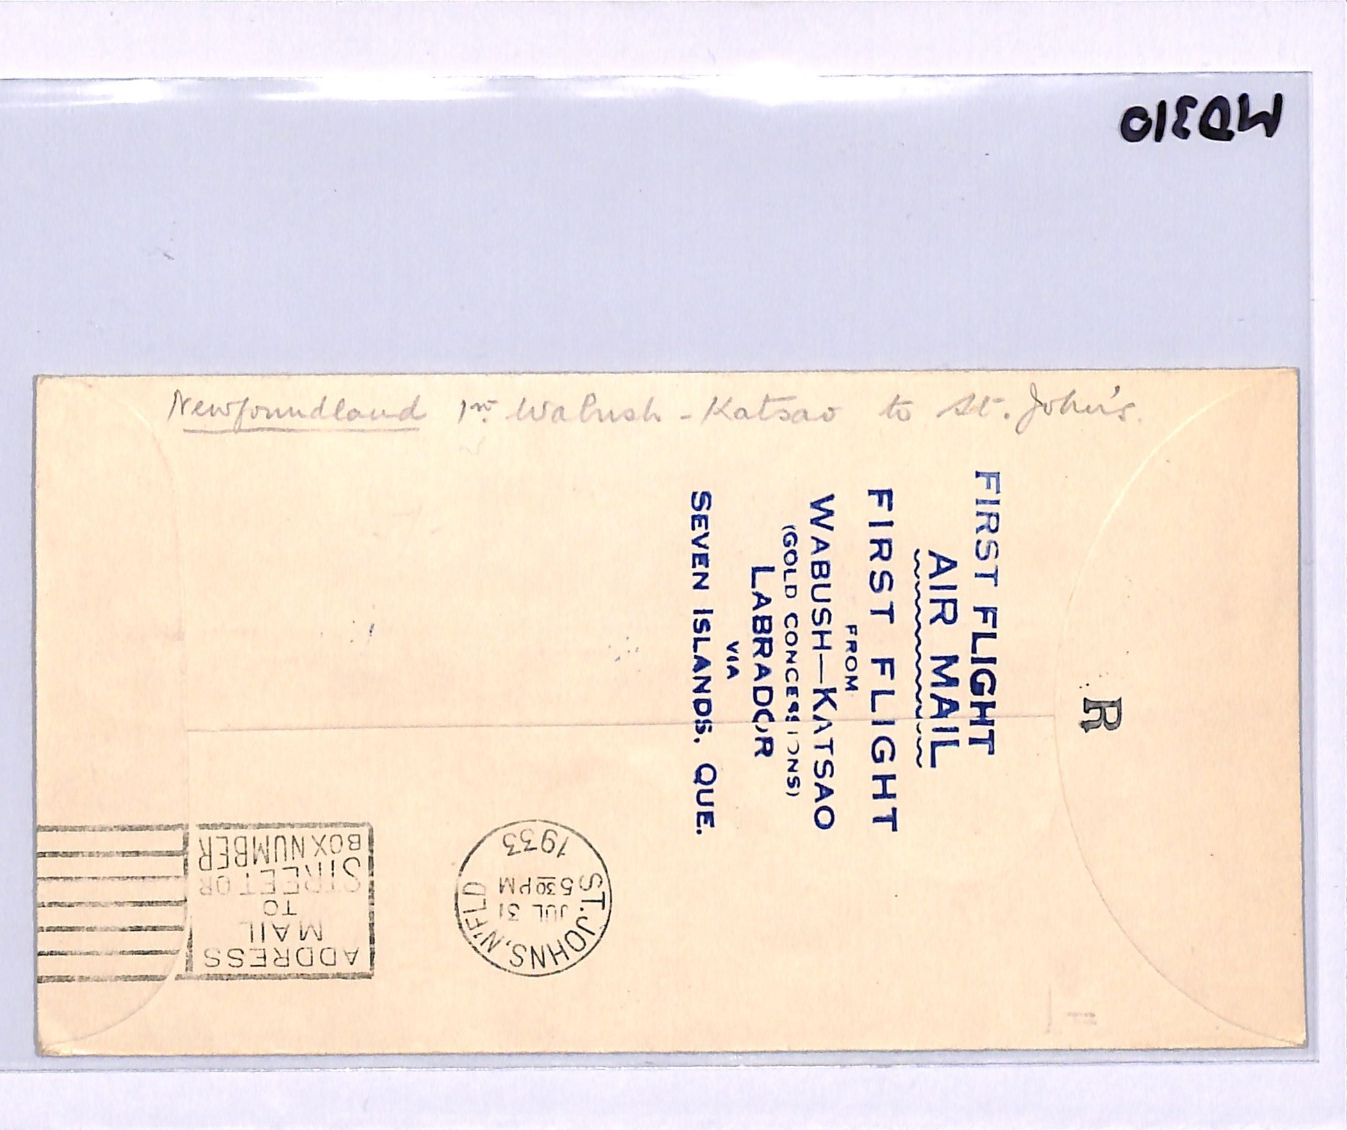 MD310
Newfoundland 1st Wabush - Katsao to St. John's.
FIRST FLIGHT
AIR MAIL
FIRST FLIGHT
FROM
WABUSH—KATSAO
(GOLD CONCESSIONS)
LABRADOR
VIA
SEVEN ISLANDS, QUE.
R
ST. JOHNS, N'FLD
JUL 31
5 30 PM
1933
ADDRESS
MAIL
TO
STREET OR
BOX NUMBER